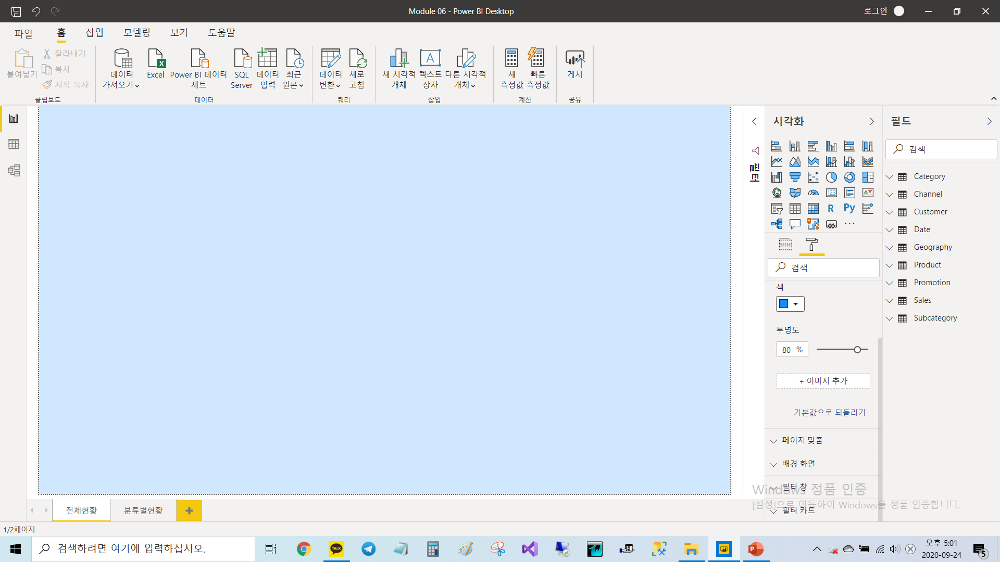 Module 06 - Power BI Desktop
로그인
파일
홈
삽입
모델링
보기
도움말
붙여넣기
잘라내기
복사
서식 복사
클립보드
데이터
가져오기
Excel
Power BI 데이터
세트
SQL
Server
데이터
입력
최근
원본
데이터
데이터
변환
새로
고침
쿼리
새 시각적
개체
텍스트
상자
다른 시각적
개체
삽입
새
측정값
빠른
측정값
계산
게시
공유
필터
시각화
123
R
Py
...
검색
색
투명도
80 %
+ 이미지 추가
기본값으로 되돌리기
페이지 맞춤
배경 화면
필터 창
필터 카드
필드
검색
Category
Channel
Customer
Date
Geography
Product
Promotion
Sales
Subcategory
Windows 정품 인증
[설정]으로 이동하여 Windows를 정품 인증합니다.
전체현황
분류별현황
1/2페이지
검색하려면 여기에 입력하십시오.
TALK
오후 5:01
2020-09-24
5